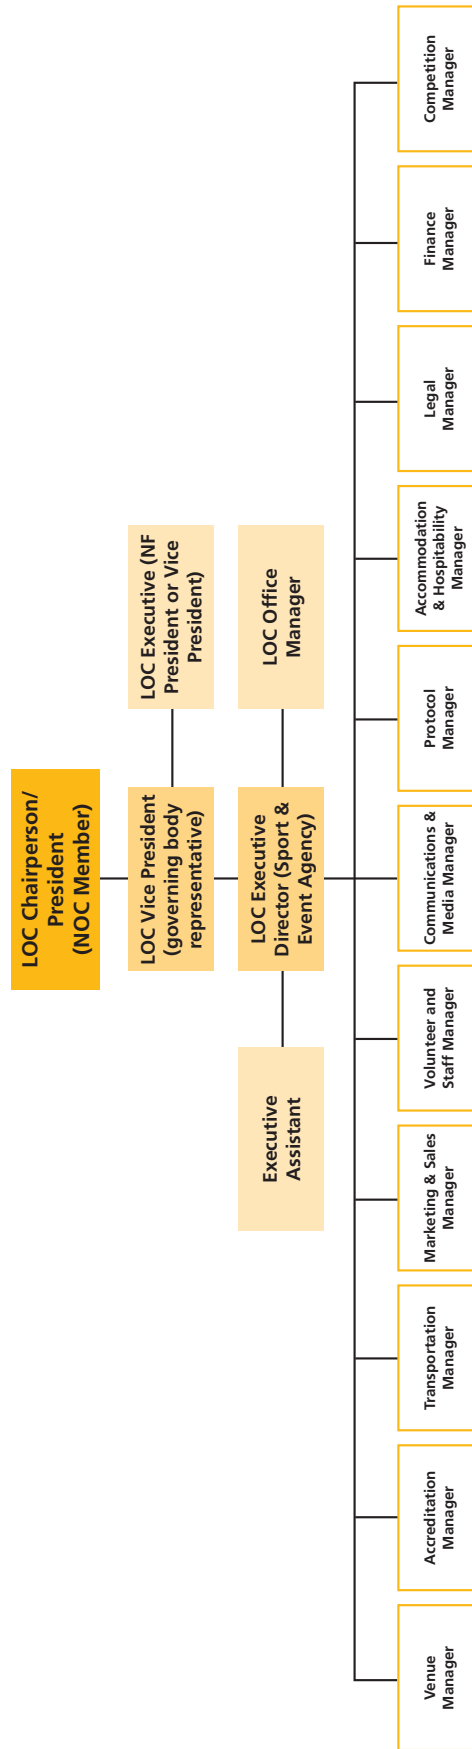 LOC Chairperson/
President
(NOC Member)
LOC Vice President
(governing body
representative)
LOC Executive (NF
President or Vice
President)
Executive
Assistant
LOC Executive
Director (Sport &
Event Agency)
LOC Office
Manager
Venue
Manager
Accreditation
Manager
Transportation
Manager
Marketing & Sales
Manager
Volunteer and
Staff Manager
Communications &
Media Manager
Protocol
Manager
Accommodation
& Hospitability
Manager
Legal
Manager
Finance
Manager
Competition
Manager